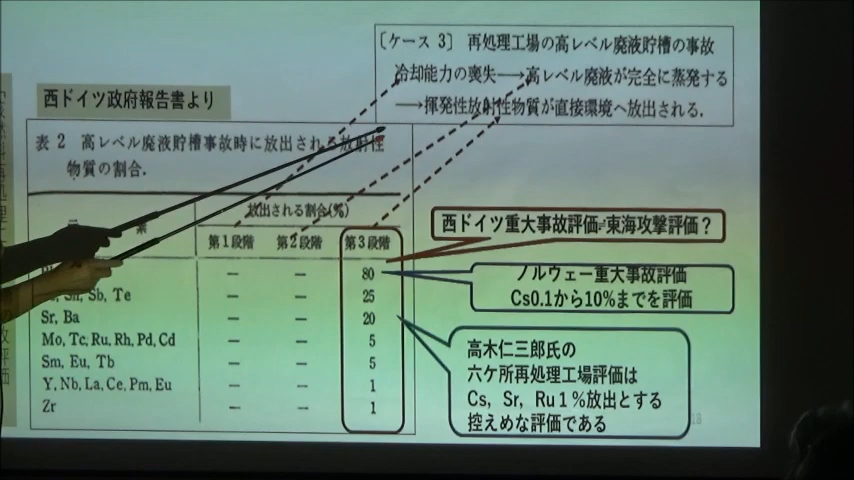 〔ケース 3〕 再処理工場の高レベル廃液貯槽の事故
冷却能力の喪失→高レベル廃液が完全に蒸発する
→揮発性放射性物質が直接環境へ放出される.
西ドイツ政府報告書より
表 2 高レベル廃液貯槽事故時に放出される放射性
物質の割合.
素
放出される割合(%)
第1段階 第2段階 第3段階
— — 80
Sb, Te — — 25
Sr, Ba — — 20
Mo, Tc, Ru, Rh, Pd, Cd — — 5
Sm, Eu, Tb — — 5
Y, Nb, La, Ce, Pm, Eu — — 1
Zr — — 1
西ドイツ重大事故評価≠東海攻撃評価？
ノルウェー重大事故評価
Cs0.1から10%までを評価
高木仁三郎氏の
六ケ所再処理工場評価は
Cs, Sr, Ru１％放出とする
控えめな評価である
18